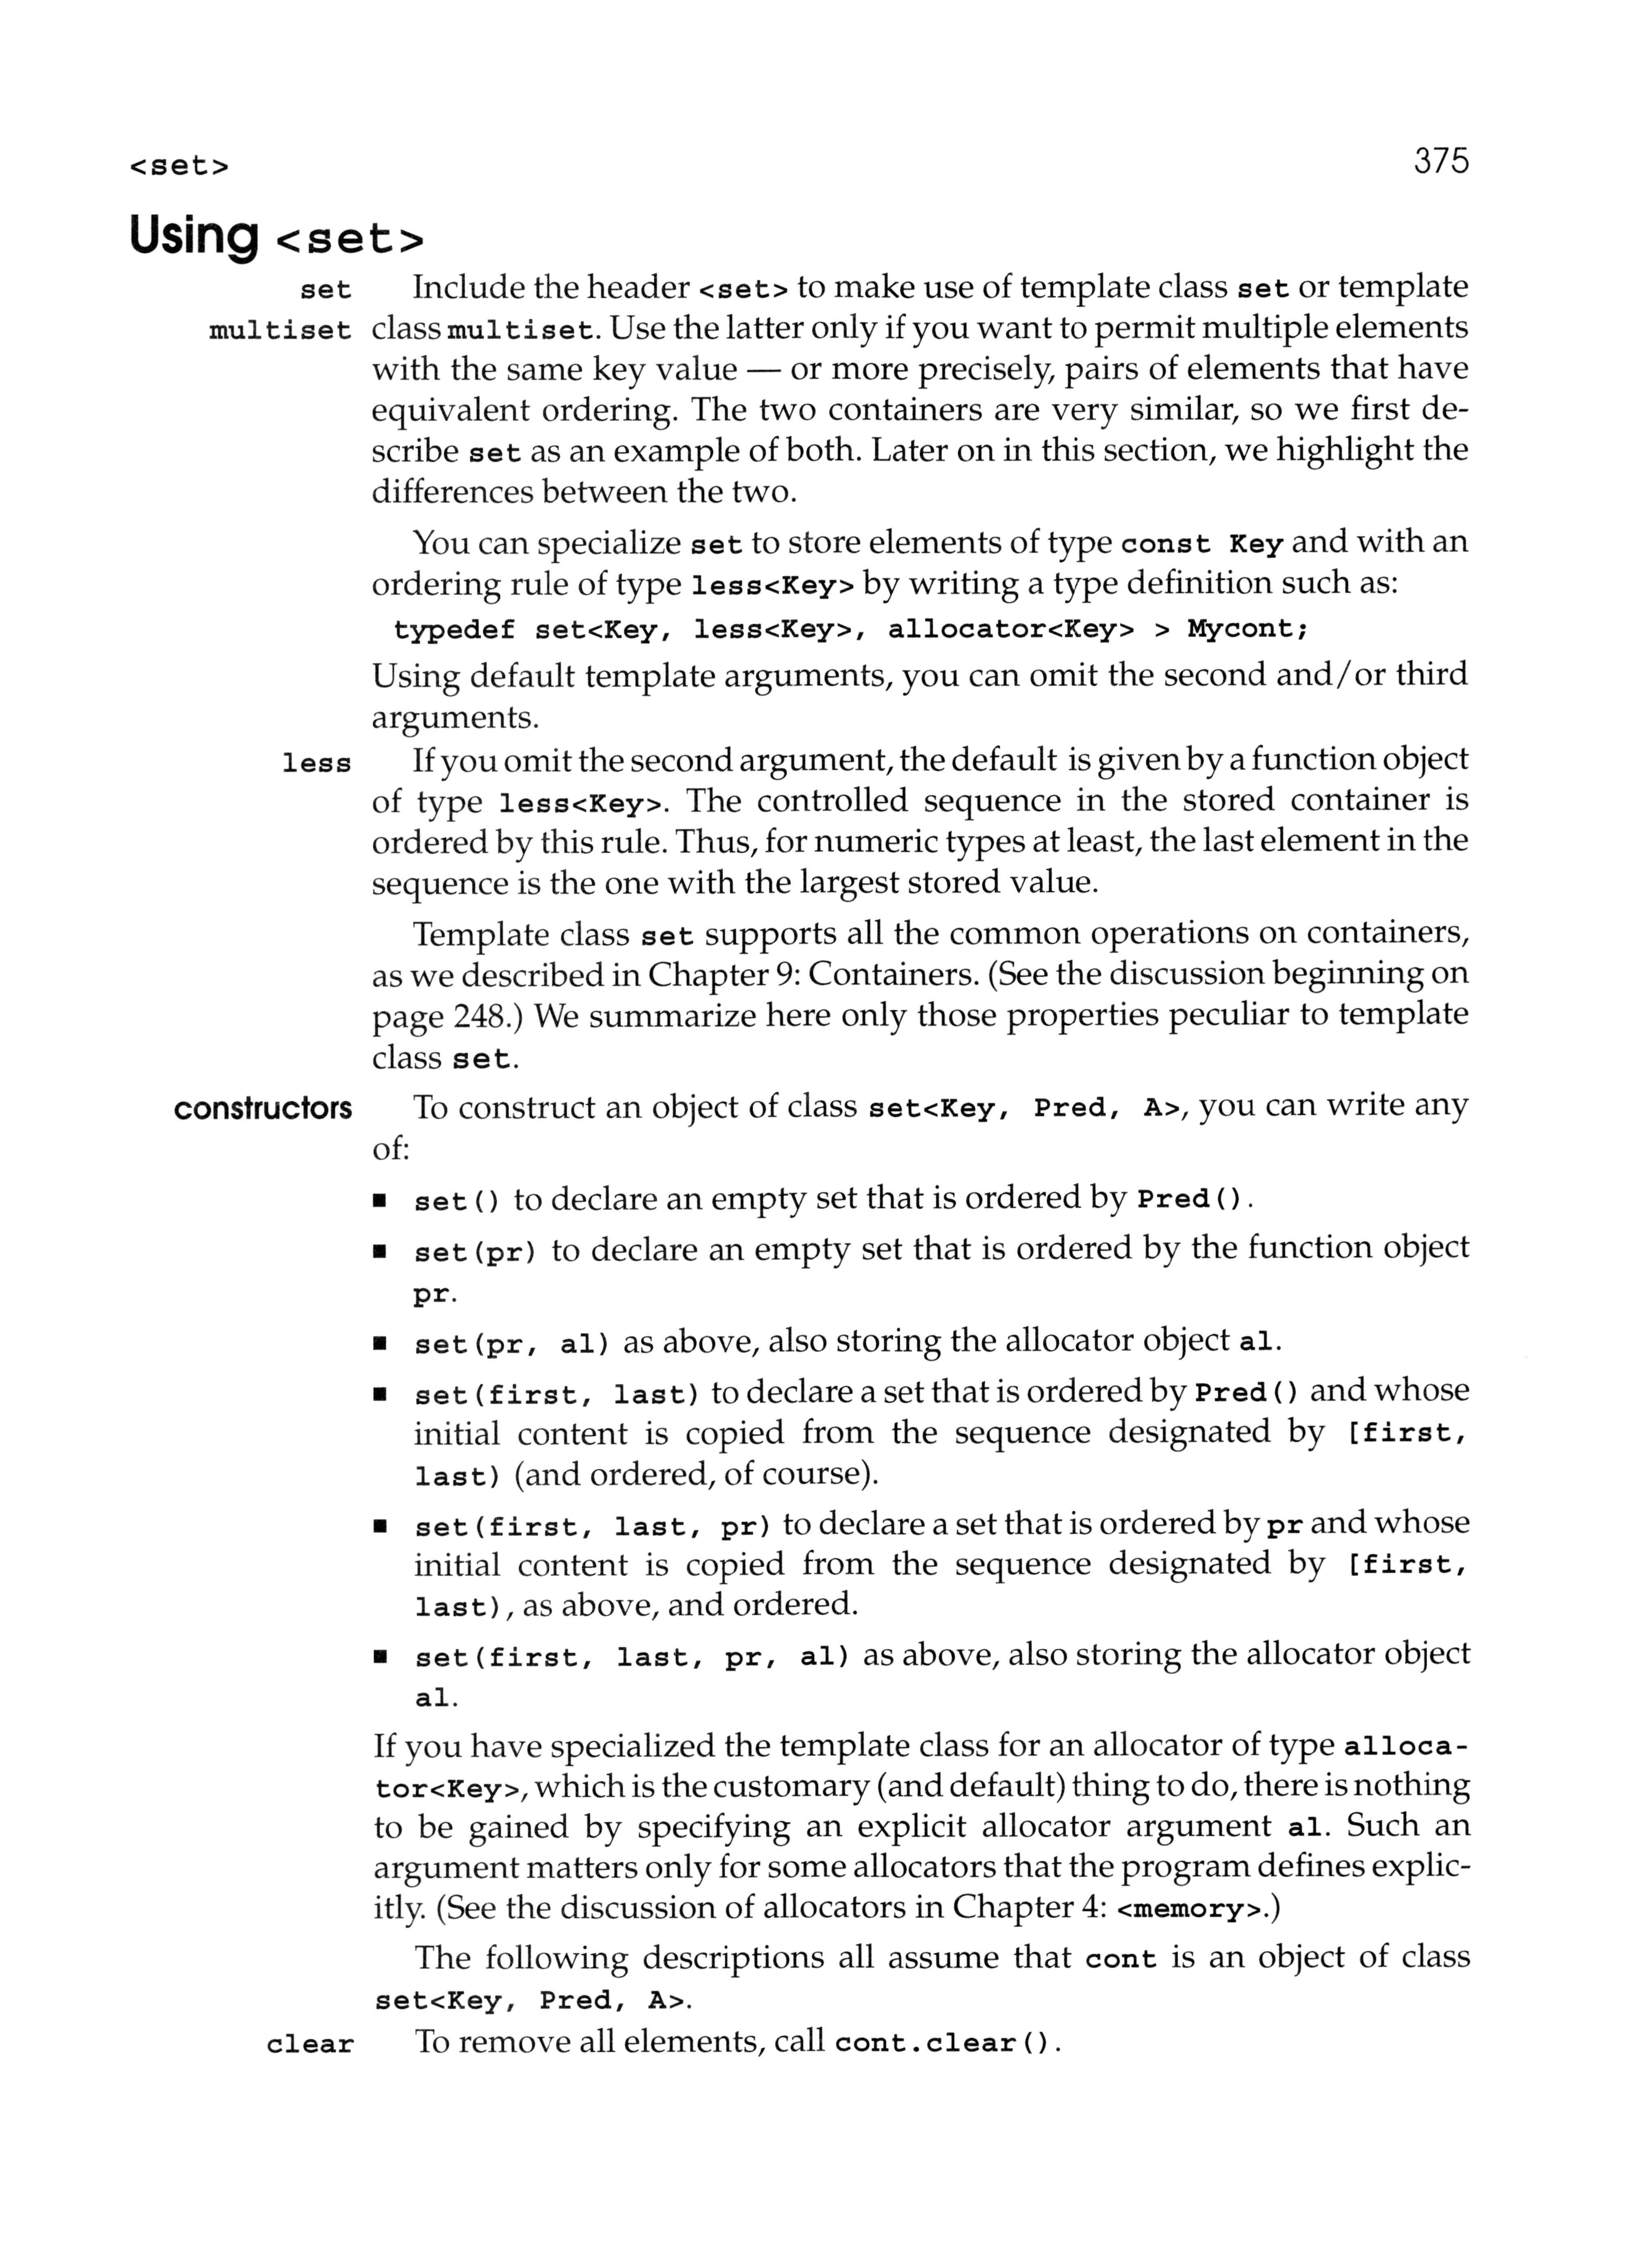 <set> 375
Using <set>
set Include the header <set> to make use of template class set or template
multiset class multiset. Use the latter only if you want to permit multiple elements
with the same key value — or more precisely, pairs of elements that have
equivalent ordering. The two containers are very similar, so we first de-
scribe set as an example of both. Later on in this section, we highlight the
differences between the two.
You can specialize set to store elements of type const Key and with an
ordering rule of type less<Key> by writing a type definition such as:
typedef set<Key, less<Key>, allocator<Key> > Mycont;
Using default template arguments, you can omit the second and/or third
arguments.
less If you omit the second argument, the default is given by a function object
of type less<Key>. The controlled sequence in the stored container is
ordered by this rule. Thus, for numeric types at least, the last element in the
sequence is the one with the largest stored value.
Template class set supports all the common operations on containers,
as we described in Chapter 9: Containers. (See the discussion beginning on
page 248.) We summarize here only those properties peculiar to template
class set.
constructors To construct an object of class set<Key, Pred, A>, you can write any
of:
■ set() to declare an empty set that is ordered by Pred().
■ set(pr) to declare an empty set that is ordered by the function object
pr.
■ set(pr, al) as above, also storing the allocator object al.
■ set(first, last) to declare a set that is ordered by Pred() and whose
initial content is copied from the sequence designated by [first,
last) (and ordered, of course).
■ set(first, last, pr) to declare a set that is ordered by pr and whose
initial content is copied from the sequence designated by [first,
last), as above, and ordered.
■ set(first, last, pr, al) as above, also storing the allocator object
al.
If you have specialized the template class for an allocator of type alloca-
tor<Key>, which is the customary (and default) thing to do, there is nothing
to be gained by specifying an explicit allocator argument al. Such an
argument matters only for some allocators that the program defines explic-
itly. (See the discussion of allocators in Chapter 4: <memory>.)
The following descriptions all assume that cont is an object of class
set<Key, Pred, A>.
clear To remove all elements, call cont.clear().